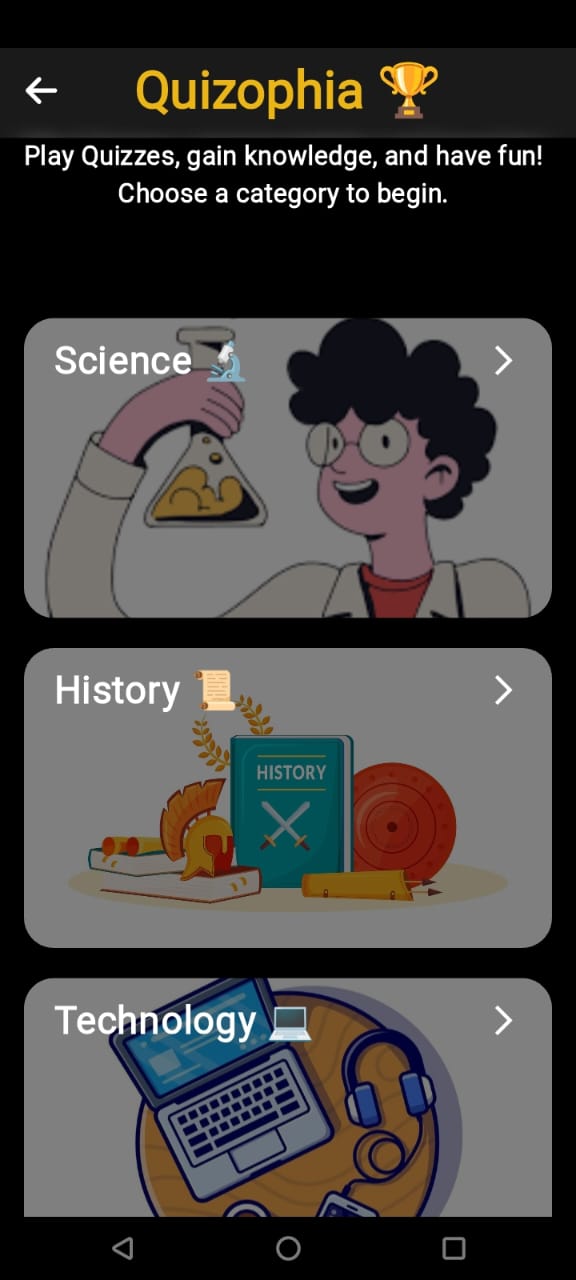 Quizophia 🏆
Play Quizzes, gain knowledge, and have fun!
Choose a category to begin.
Science 🔬
History 📜
HISTORY
Technology 💻